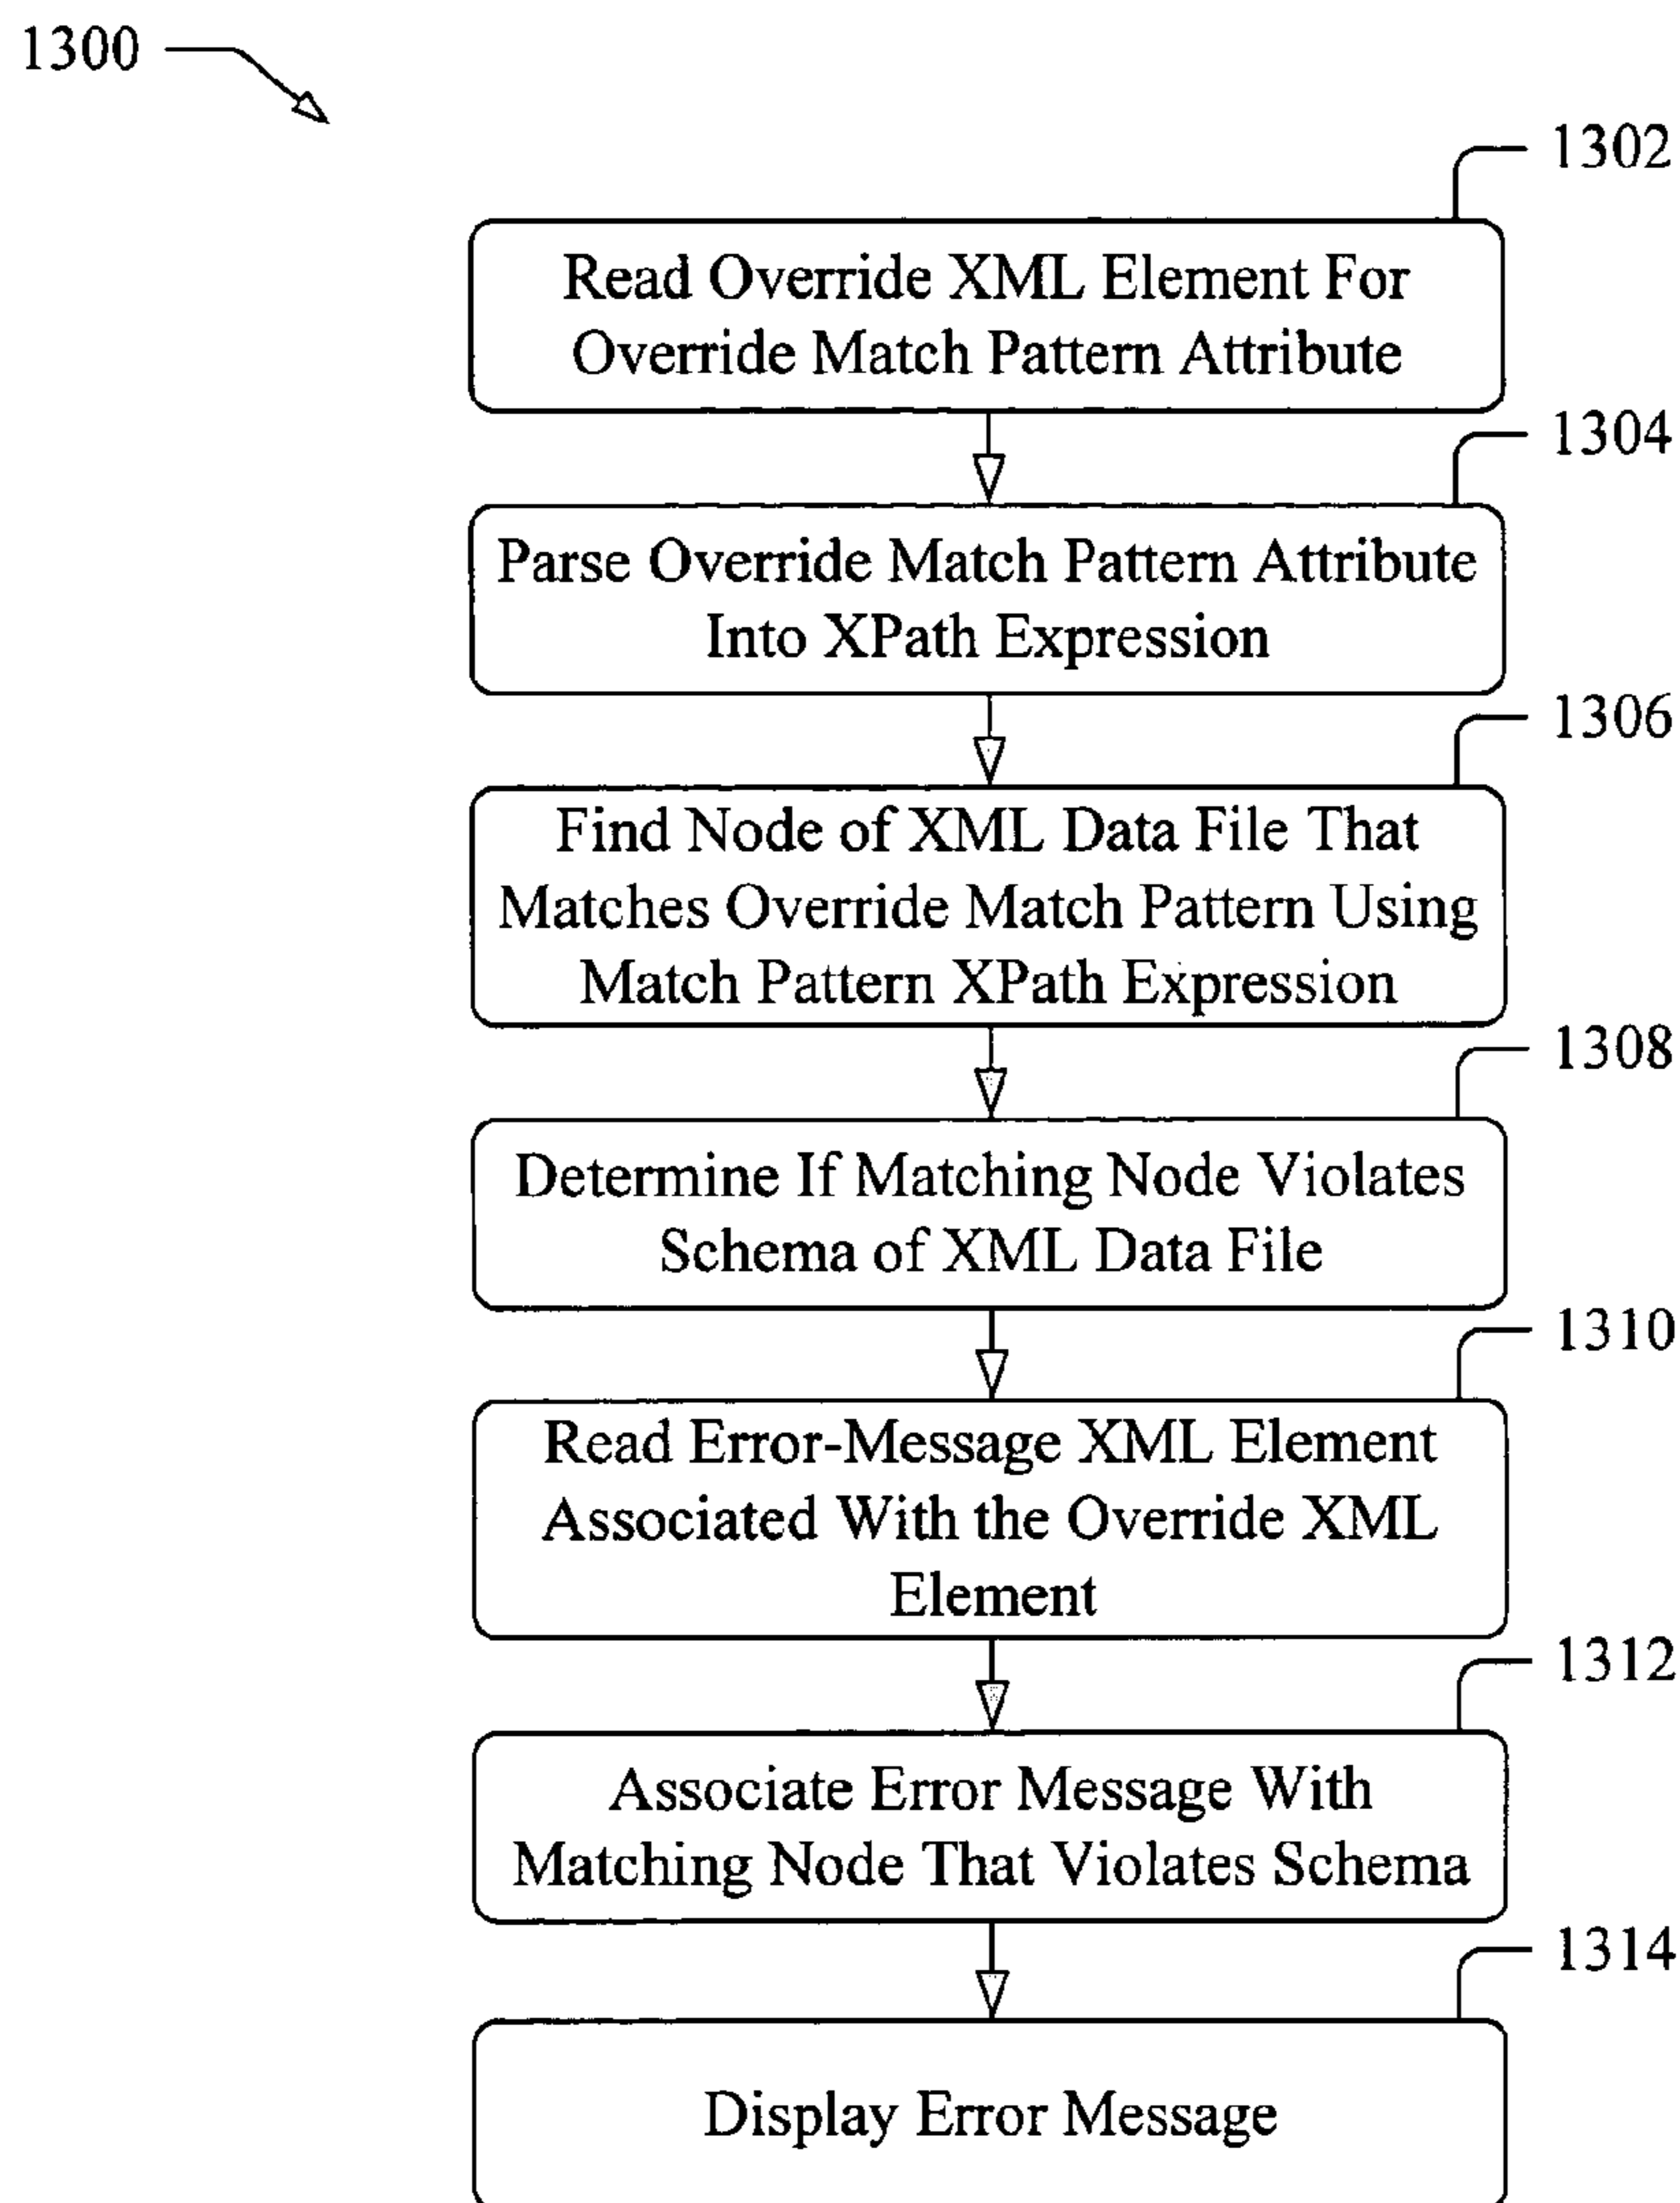 1300
1302
Read Override XML Element For
Override Match Pattern Attribute
1304
Parse Override Match Pattern Attribute
Into XPath Expression
1306
Find Node of XML Data File That
Matches Override Match Pattern Using
Match Pattern XPath Expression
1308
Determine If Matching Node Violates
Schema of XML Data File
1310
Read Error-Message XML Element
Associated With the Override XML
Element
1312
Associate Error Message With
Matching Node That Violates Schema
1314
Display Error Message